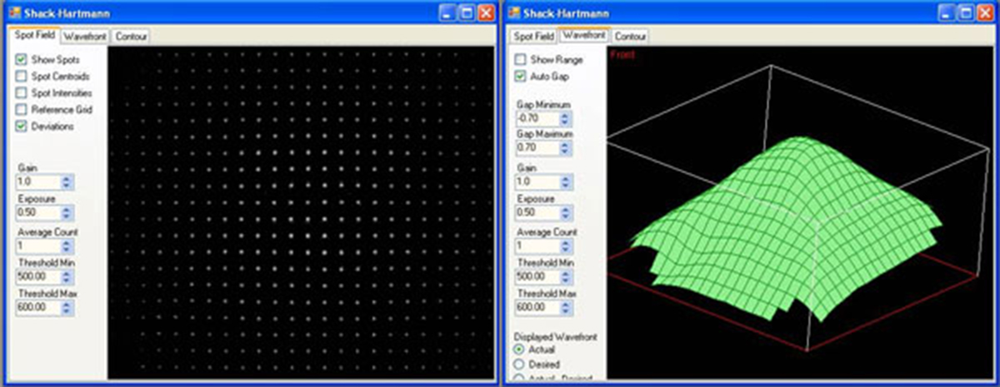 Shack-Hartmann
Spot Field Wavefront Contour
Show Spots
Spot Centroids
Spot Intensities
Reference Grid
Deviations
Gain
1.0
Exposure
0.50
Average Count
1
Threshold Min
500.00
Threshold Max
600.00
Shack-Hartmann
Spot Field Wavefront Contour
Front
Show Range
Auto Gap
Gap Minimum
-0.70
Gap Maximum
0.70
Gain
1.0
Exposure
0.50
Average Count
1
Threshold Min
500.00
Threshold Max
600.00
Displayed Wavefront
Actual
Desired
Actual - Desired